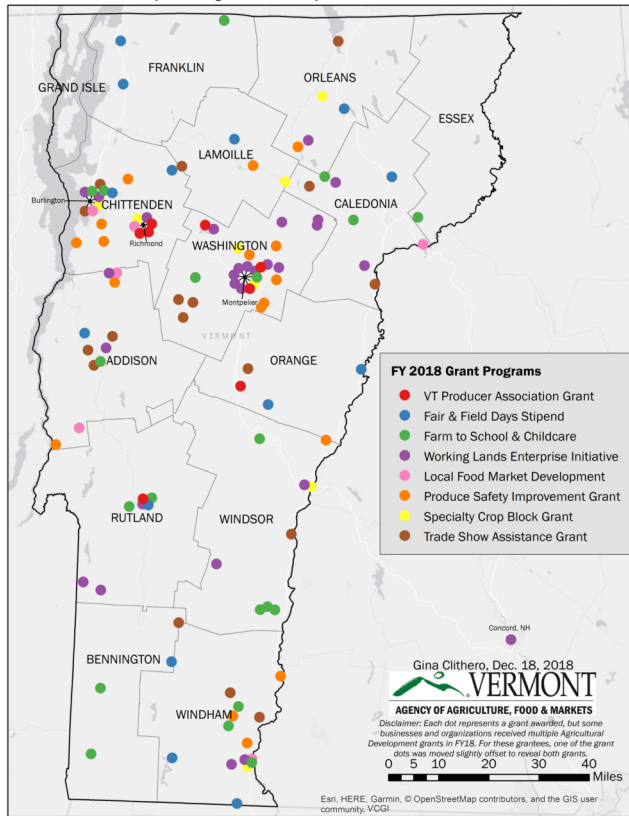 FRANKLIN
ORLEANS
GRAND ISLE
ESSEX
LAMOILLE
Burlington
CHITTENDEN
CALEDONIA
Richmond
WASHINGTON
Montpelier
VERMONT
ADDISON
ORANGE
FY 2018 Grant Programs
VT Producer Association Grant
Fair & Field Days Stipend
Farm to School & Childcare
Working Lands Enterprise Initiative
Local Food Market Development
Produce Safety Improvement Grant
Specialty Crop Block Grant
Trade Show Assistance Grant
RUTLAND
WINDSOR
Concord, NH
BENNINGTON
WINDHAM
Gina Clithero, Dec. 18, 2018
VERMONT
AGENCY OF AGRICULTURE, FOOD & MARKETS
Disclaimer: Each dot represents a grant awarded, but some
businesses and organizations received multiple Agricultural
Development grants in FY18. For these grantees, one of the grant
dots was moved slightly offset to reveal both grants.
0 5 10 20 30 40
Miles
Esri, HERE, Garmin, © OpenStreetMap contributors, and the GIS user
community. VCGI